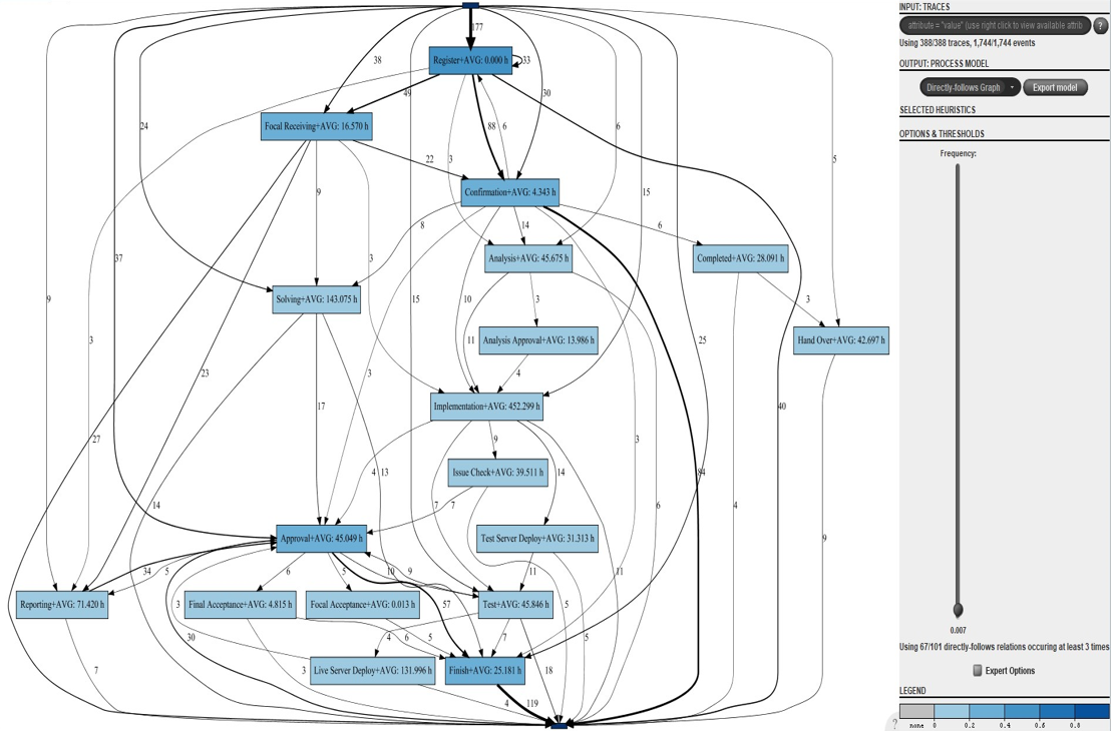 INPUT: TRACES
attribute = "value" (use right click to view available attrib
?
Using 388/388 traces, 1,744/1,744 events
OUTPUT: PROCESS MODEL
Directly-follows Graph
Export model
SELECTED HEURISTICS
OPTIONS & THRESHOLDS
Frequency:
0.007
Using 67/101 directly-follows relations occuring at least 3 times
Expert Options
LEGEND
none 0 0.2 0.4 0.6 0.8
?
177
Register+AVG: 0.000 h
33
38
49
30
24
Focal Receiving+AVG: 16.570 h
88
6
3
6
5
22
9
Confirmation+AVG: 4.343 h
15
8
14
6
37
3
Analysis+AVG: 45.675 h
Completed+AVG: 28.091 h
Solving+AVG: 143.075 h
9
15
10
3
3
3
11
Analysis Approval+AVG: 13.986 h
25
Hand Over+AVG: 42.697 h
23
3
4
17
Implementation+AVG: 452.299 h
40
27
9
3
4
13
Issue Check+AVG: 39.511 h
14
84
14
7
7
6
4
Approval+AVG: 45.049 h
Test Server Deploy+AVG: 31.313 h
9
34
5
6
5
10
9
11
11
Reporting+AVG: 71.420 h
Final Acceptance+AVG: 4.815 h
Focal Acceptance+AVG: 0.013 h
Test+AVG: 45.846 h
3
57
5
30
4
6
5
7
5
7
3
Live Server Deploy+AVG: 131.996 h
Finish+AVG: 25.181 h
18
4
119